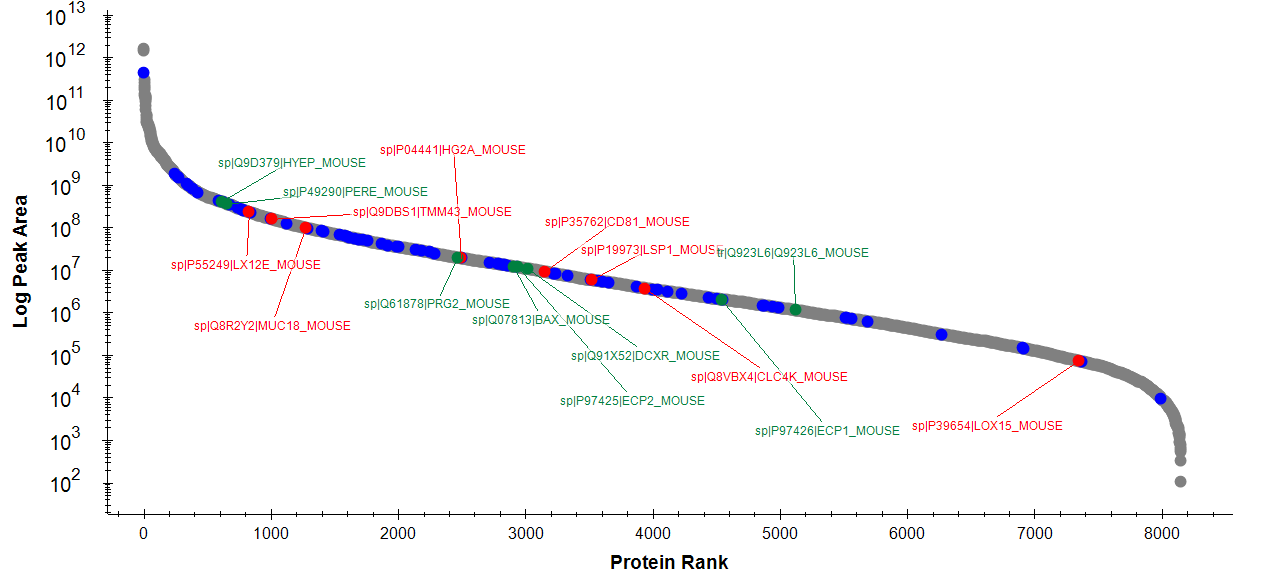 10^13
10^12
10^11
10^10
10^9
10^8
10^7
10^6
10^5
10^4
10^3
10^2
Log Peak Area
sp|P04441|HG2A_MOUSE
sp|Q9D379|HYEP_MOUSE
sp|P49290|PERE_MOUSE
sp|Q9DBS1|TMM43_MOUSE
sp|P35762|CD81_MOUSE
sp|P19973|LSP1_MOUSE
tr|Q923L6|Q923L6_MOUSE
sp|P55249|LX12E_MOUSE
sp|Q61878|PRG2_MOUSE
sp|Q07813|BAX_MOUSE
sp|Q8R2Y2|MUC18_MOUSE
sp|Q91X52|DCXR_MOUSE
sp|Q8VBX4|CLC4K_MOUSE
sp|P97425|ECP2_MOUSE
sp|P39654|LOX15_MOUSE
sp|P97426|ECP1_MOUSE
0 1000 2000 3000 4000 5000 6000 7000 8000
Protein Rank